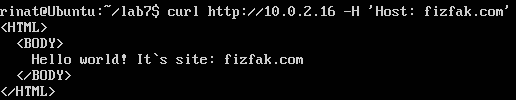 rinat@Ubuntu:~/lab7$ curl http://10.0.2.16 -H 'Host: fizfak.com'
<HTML>
<BODY>
Hello world! It`s site: fizfak.com
</BODY>
</HTML>